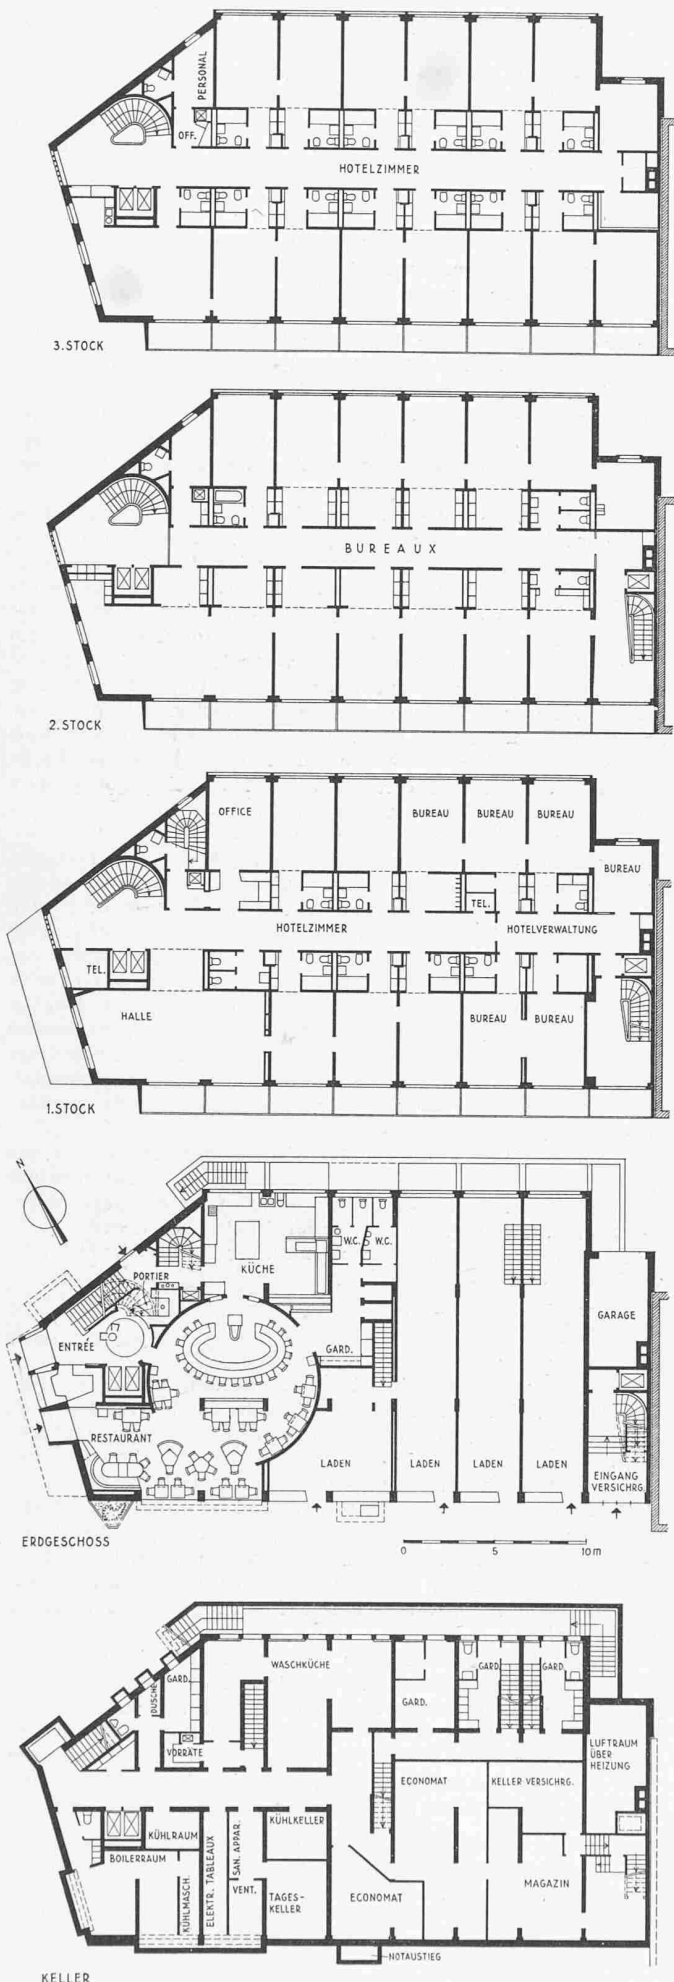 PERSONAL
OFF.
HOTELZIMMER
3.STOCK
BUREAUX
2.STOCK
OFFICE
BUREAU
BUREAU
BUREAU
BUREAU
TEL.
HOTELZIMMER
HOTELVERWALTUNG
TEL.
HALLE
BUREAU
BUREAU
1.STOCK
N
KÜCHE
W.C.
W.C.
PORTIER
GARAGE
ENTRÉE
GARD.
RESTAURANT
LADEN
LADEN
LADEN
LADEN
EINGANG
VERSICHRG.
ERDGESCHOSS
0 5 10m
WASCHKÜCHE
GARD.
DUSCHE
GARD.
GARD.
GARD.
VORRÄTE
LUFTRAUM
ÜBER
HEIZUNG
ECONOMAT
KELLER VERSICHRG.
KÜHLRAUM
KÜHLKELLER
BOILERRAUM
KÜHLMASCH.
ELEKTR. TABLEAUX
SAN. APPAR.
VENT.
TAGES-
KELLER
ECONOMAT
MAGAZIN
NOTAUSTIEG
KELLER